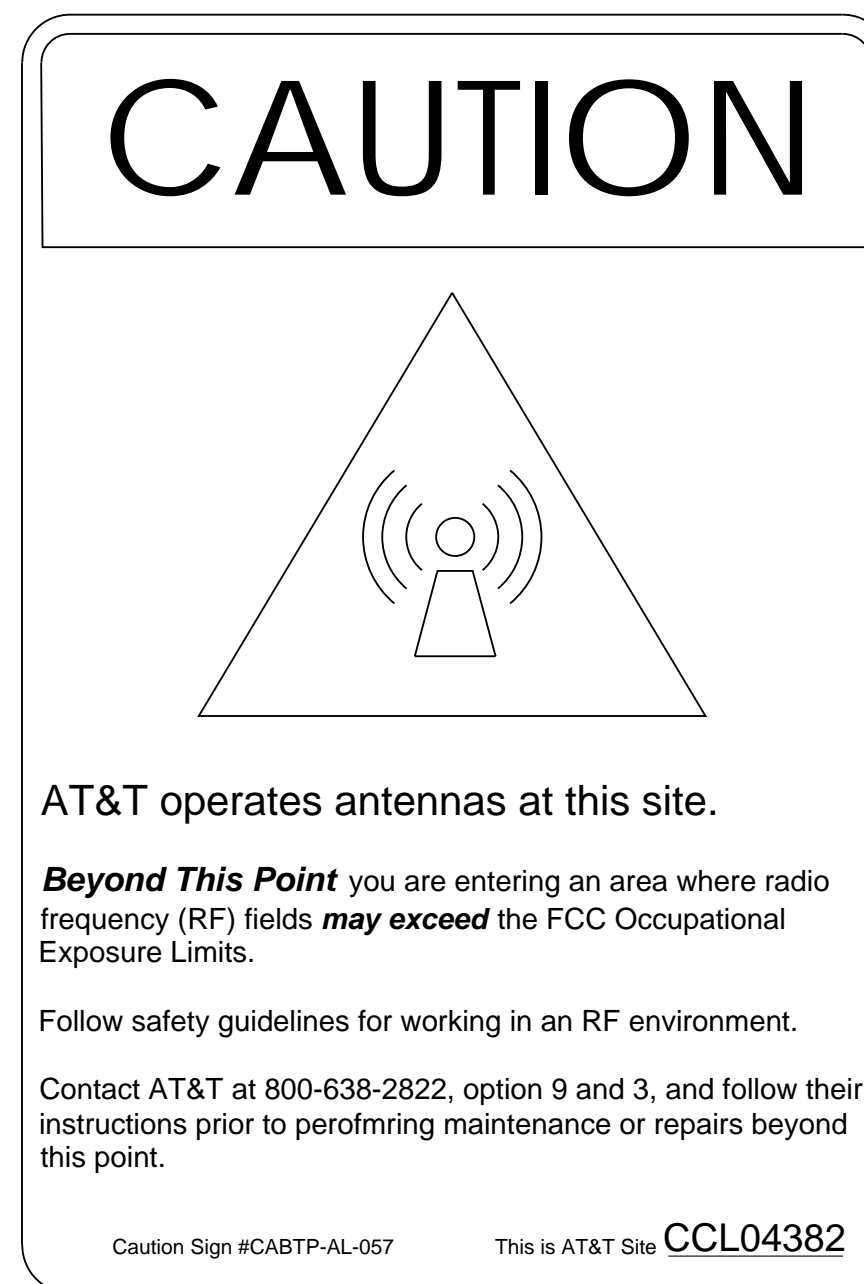 CAUTION
AT&T operates antennas at this site.
Beyond This Point you are entering an area where radio
frequency (RF) fields may exceed the FCC Occupational
Exposure Limits.
Follow safety guidelines for working in an RF environment.
Contact AT&T at 800-638-2822, option 9 and 3, and follow their
instructions prior to perofmring maintenance or repairs beyond
this point.
Caution Sign #CABTP-AL-057 This is AT&T Site CCL04382